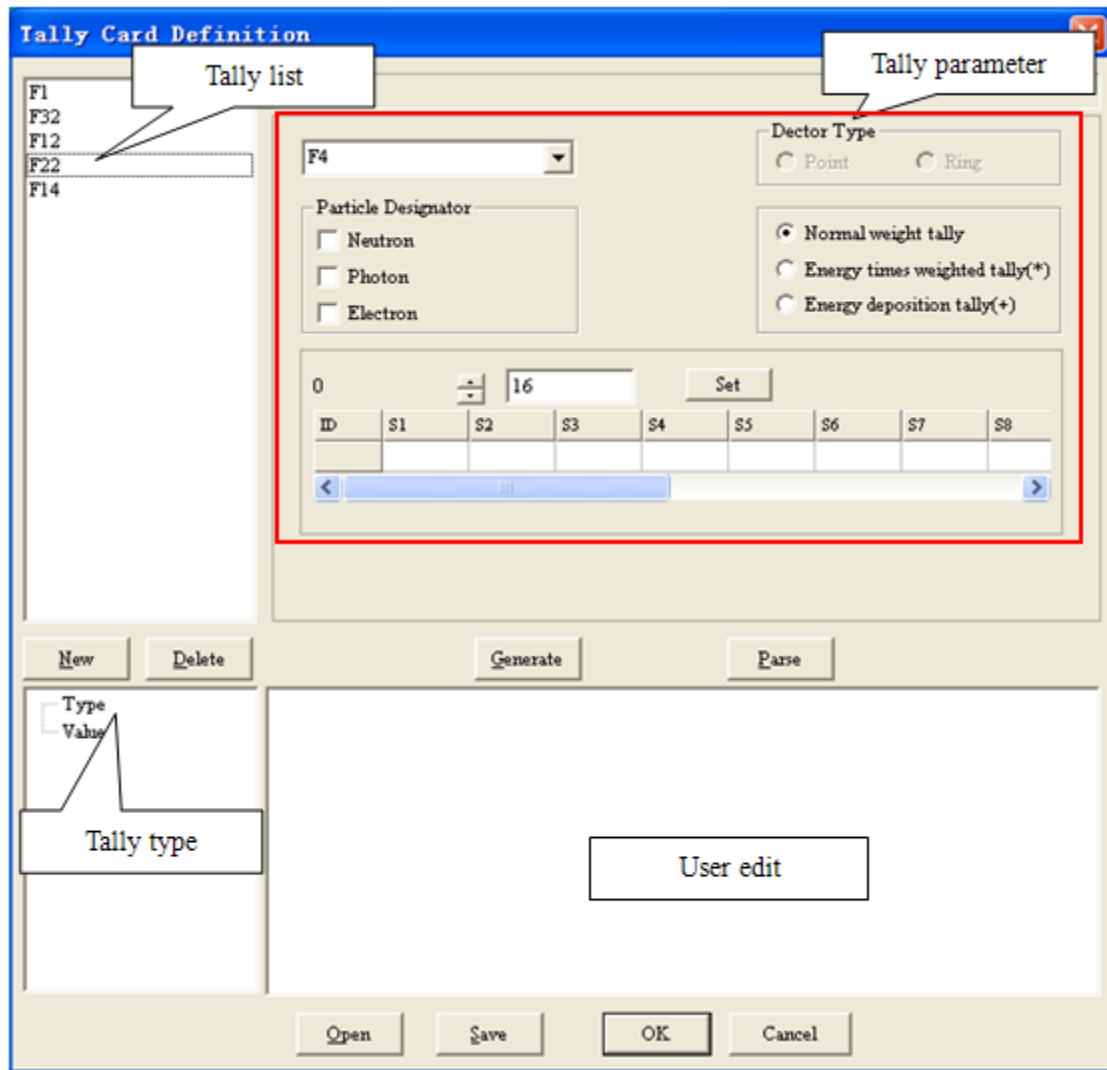 Tally Card Definition
Tally list
Tally parameter
F1
F32
F12
F22
F14
F4
Dector Type
Point
Ring
Particle Designator
Neutron
Photon
Electron
Normal weight tally
Energy times weighted tally(*)
Energy deposition tally(+)
0
16
Set
ID S1 S2 S3 S4 S5 S6 S7 S8
New
Delete
Generate
Parse
Type
Value
Tally type
User edit
Open
Save
OK
Cancel